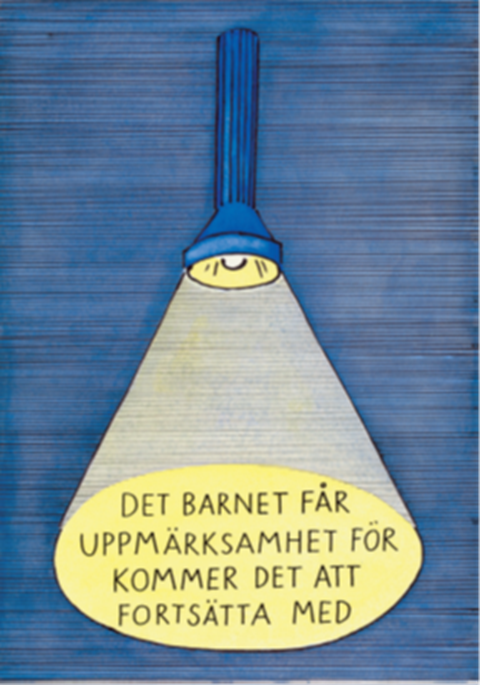 DET BARNET FÅR
UPPMÄRKSAMHET FÖR
KOMMER DET ATT
FORTSÄTTA MED